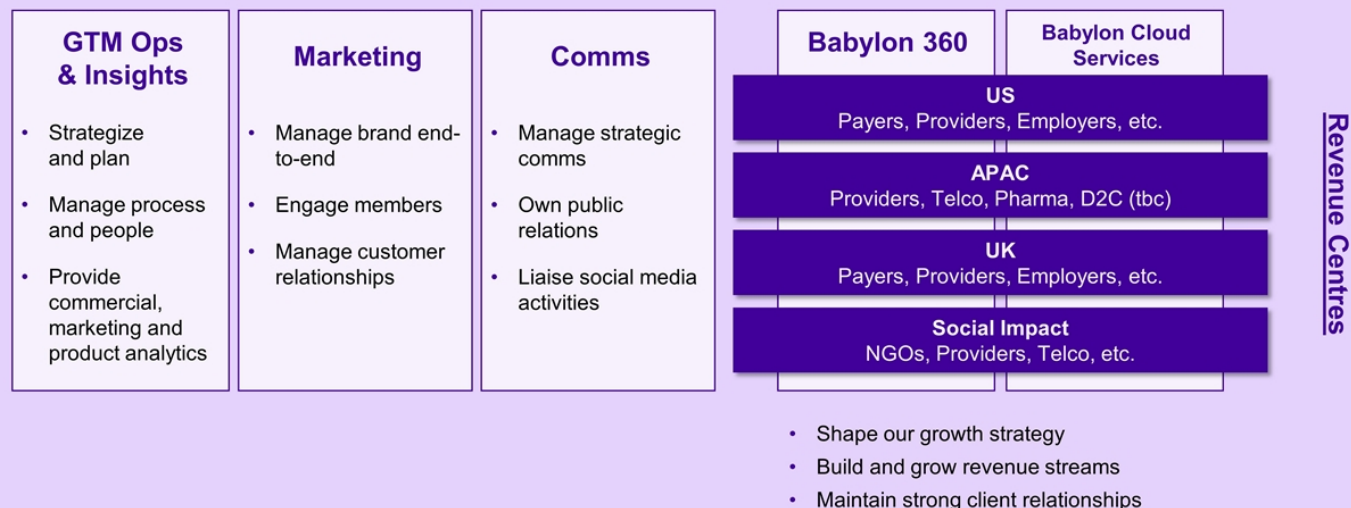 GTM Ops
& Insights
• Strategize
and plan
• Manage process
and people
• Provide
commercial,
marketing and
product analytics
Marketing
• Manage brand end-
to-end
• Engage members
• Manage customer
relationships
Comms
• Manage strategic
comms
• Own public
relations
• Liaise social media
activities
Babylon 360
Babylon Cloud
Services
US
Payers, Providers, Employers, etc.
APAC
Providers, Telco, Pharma, D2C (tbc)
UK
Payers, Providers, Employers, etc.
Social Impact
NGOs, Providers, Telco, etc.
Revenue Centres
• Shape our growth strategy
• Build and grow revenue streams
• Maintain strong client relationships